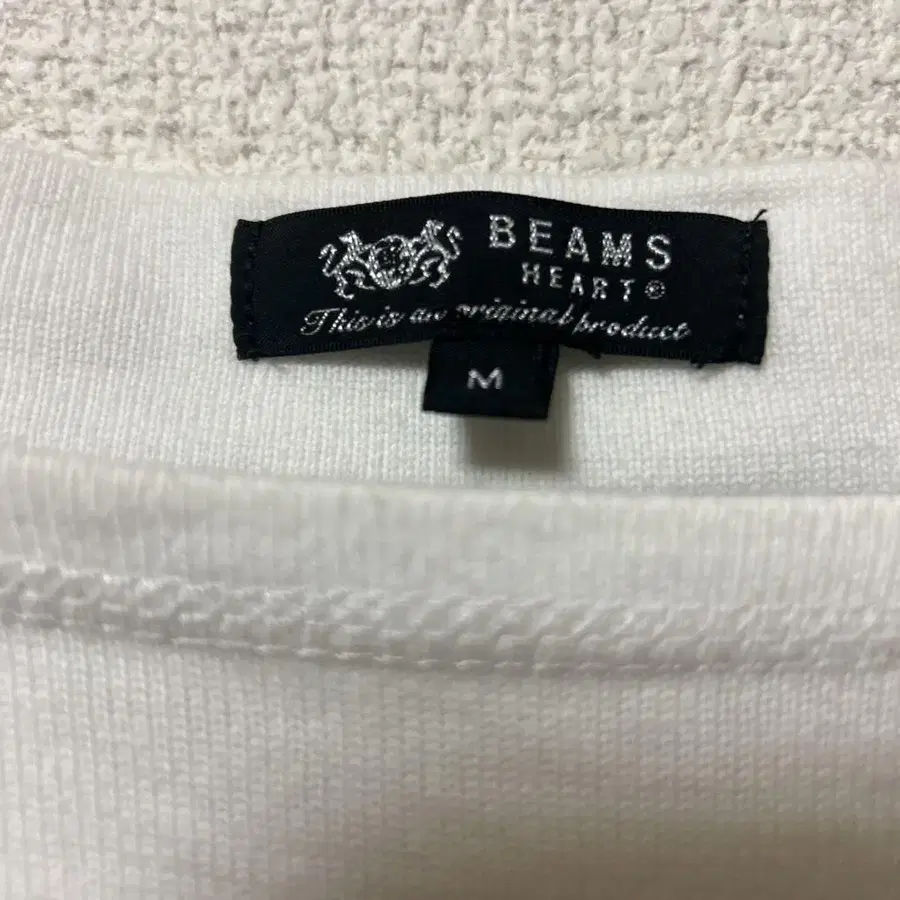 BEAMS
HEART®
This is an original product
M